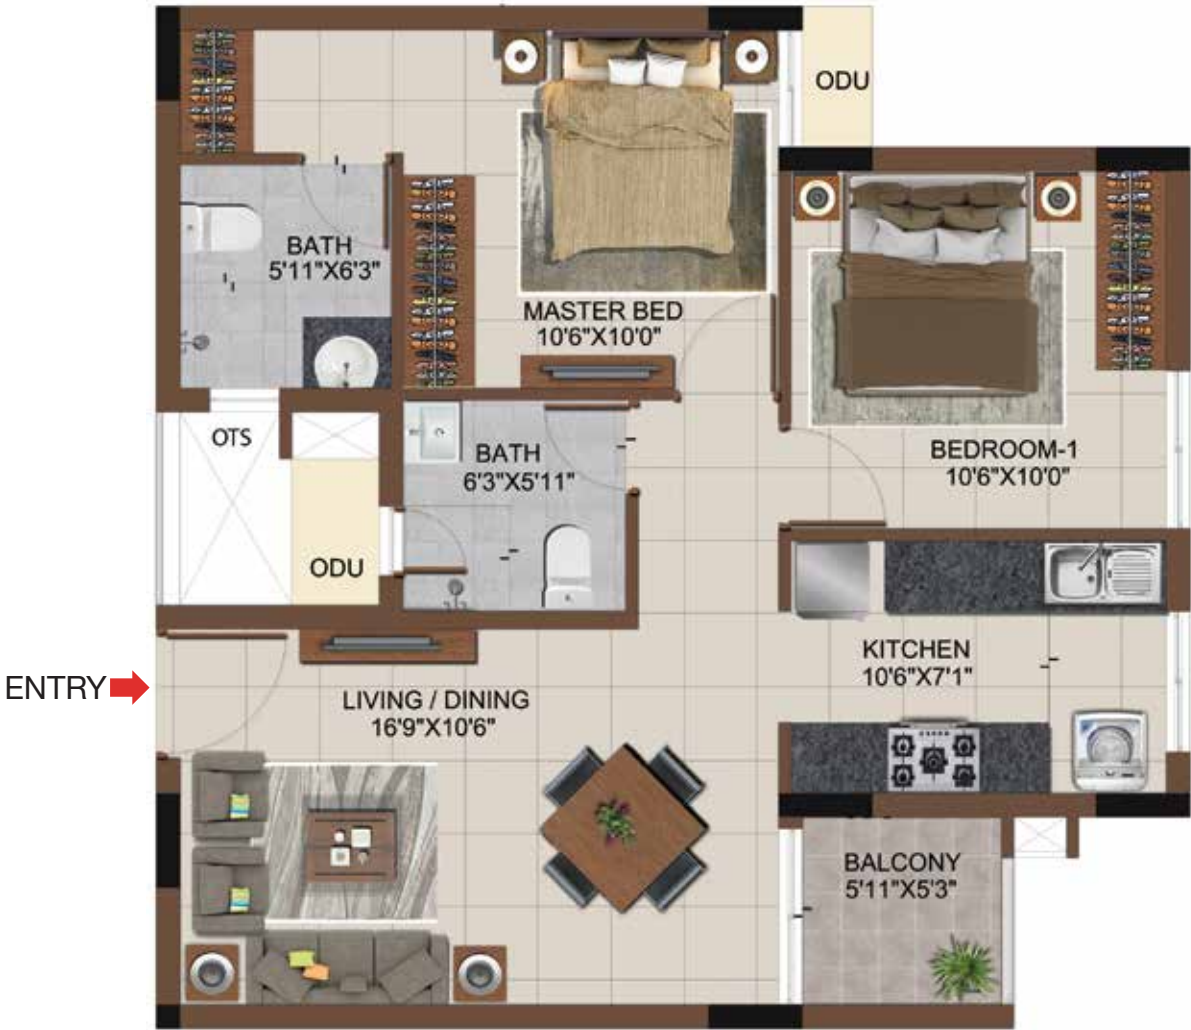 ODU
BATH
5'11"X6'3"
MASTER BED
10'6"X10'0"
OTS
BATH
6'3"X5'11"
BEDROOM-1
10'6"X10'0"
ODU
KITCHEN
10'6"X7'1"
ENTRY
LIVING / DINING
16'9"X10'6"
BALCONY
5'11"X5'3"